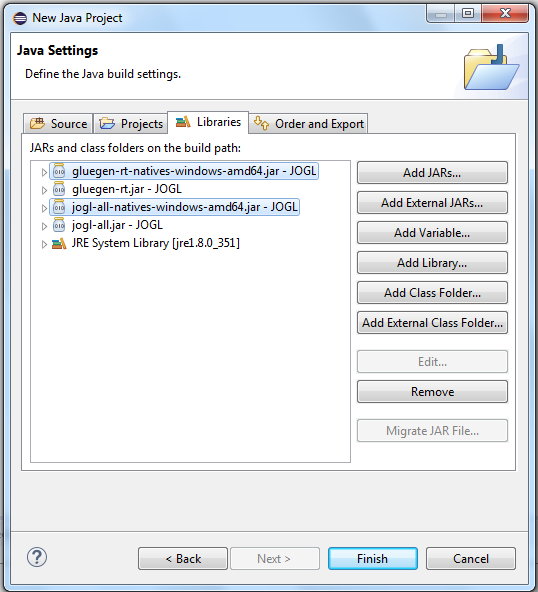 New Java Project
Java Settings
Define the Java build settings.
Source Projects Libraries Order and Export
JARs and class folders on the build path:
gluegen-rt-natives-windows-amd64.jar - JOGL
gluegen-rt.jar - JOGL
jogl-all-natives-windows-amd64.jar - JOGL
jogl-all.jar - JOGL
JRE System Library [jre1.8.0_351]
Add JARs...
Add External JARs...
Add Variable...
Add Library...
Add Class Folder...
Add External Class Folder...
Edit...
Remove
Migrate JAR File...
? < Back Next > Finish Cancel